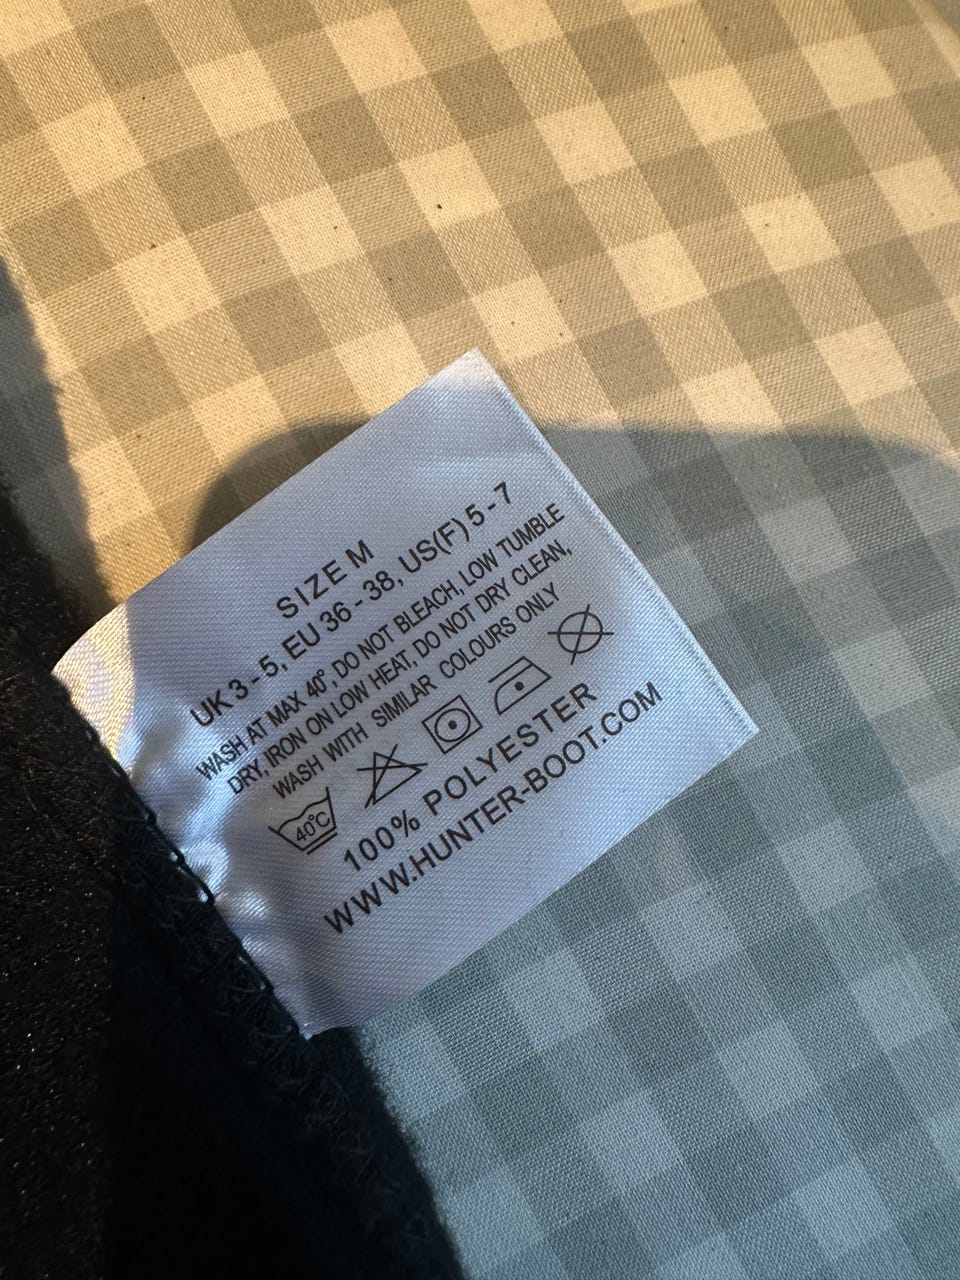 SIZE M
UK 3 - 5, EU 36 - 38, US(F) 5 - 7
WASH AT MAX 40°, DO NOT BLEACH, LOW TUMBLE
DRY, IRON ON LOW HEAT, DO NOT DRY CLEAN,
WASH WITH SIMILAR COLOURS ONLY
40°C
100% POLYESTER
WWW.HUNTER-BOOT.COM